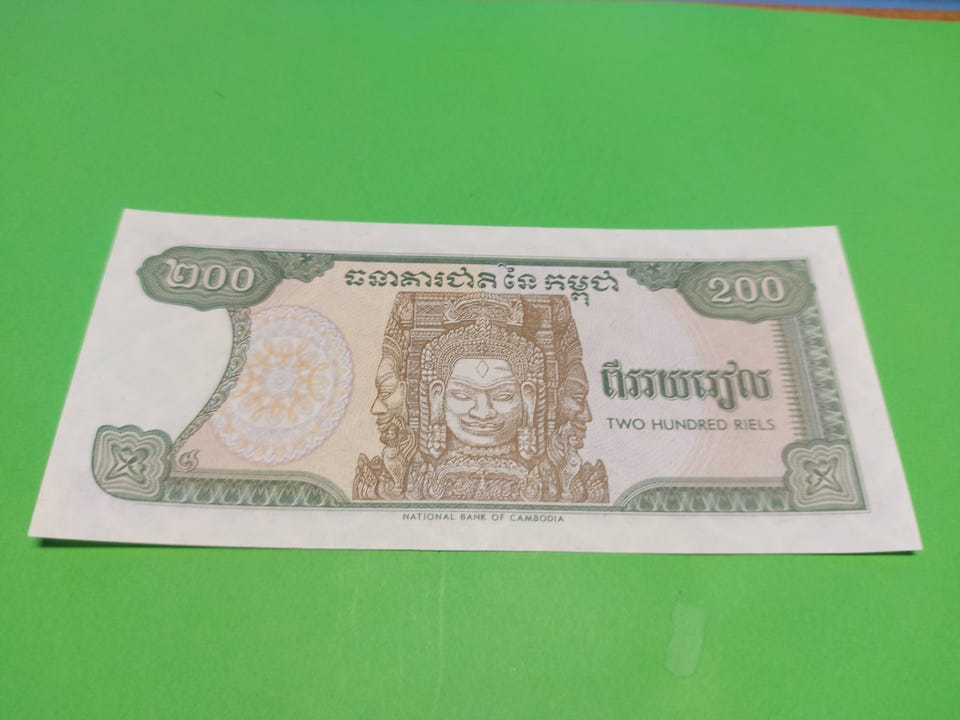 ២០០
ធនាគារជាតិនៃកម្ពុជា
200
ពីររយរៀល
TWO HUNDRED RIELS
NATIONAL BANK OF CAMBODIA